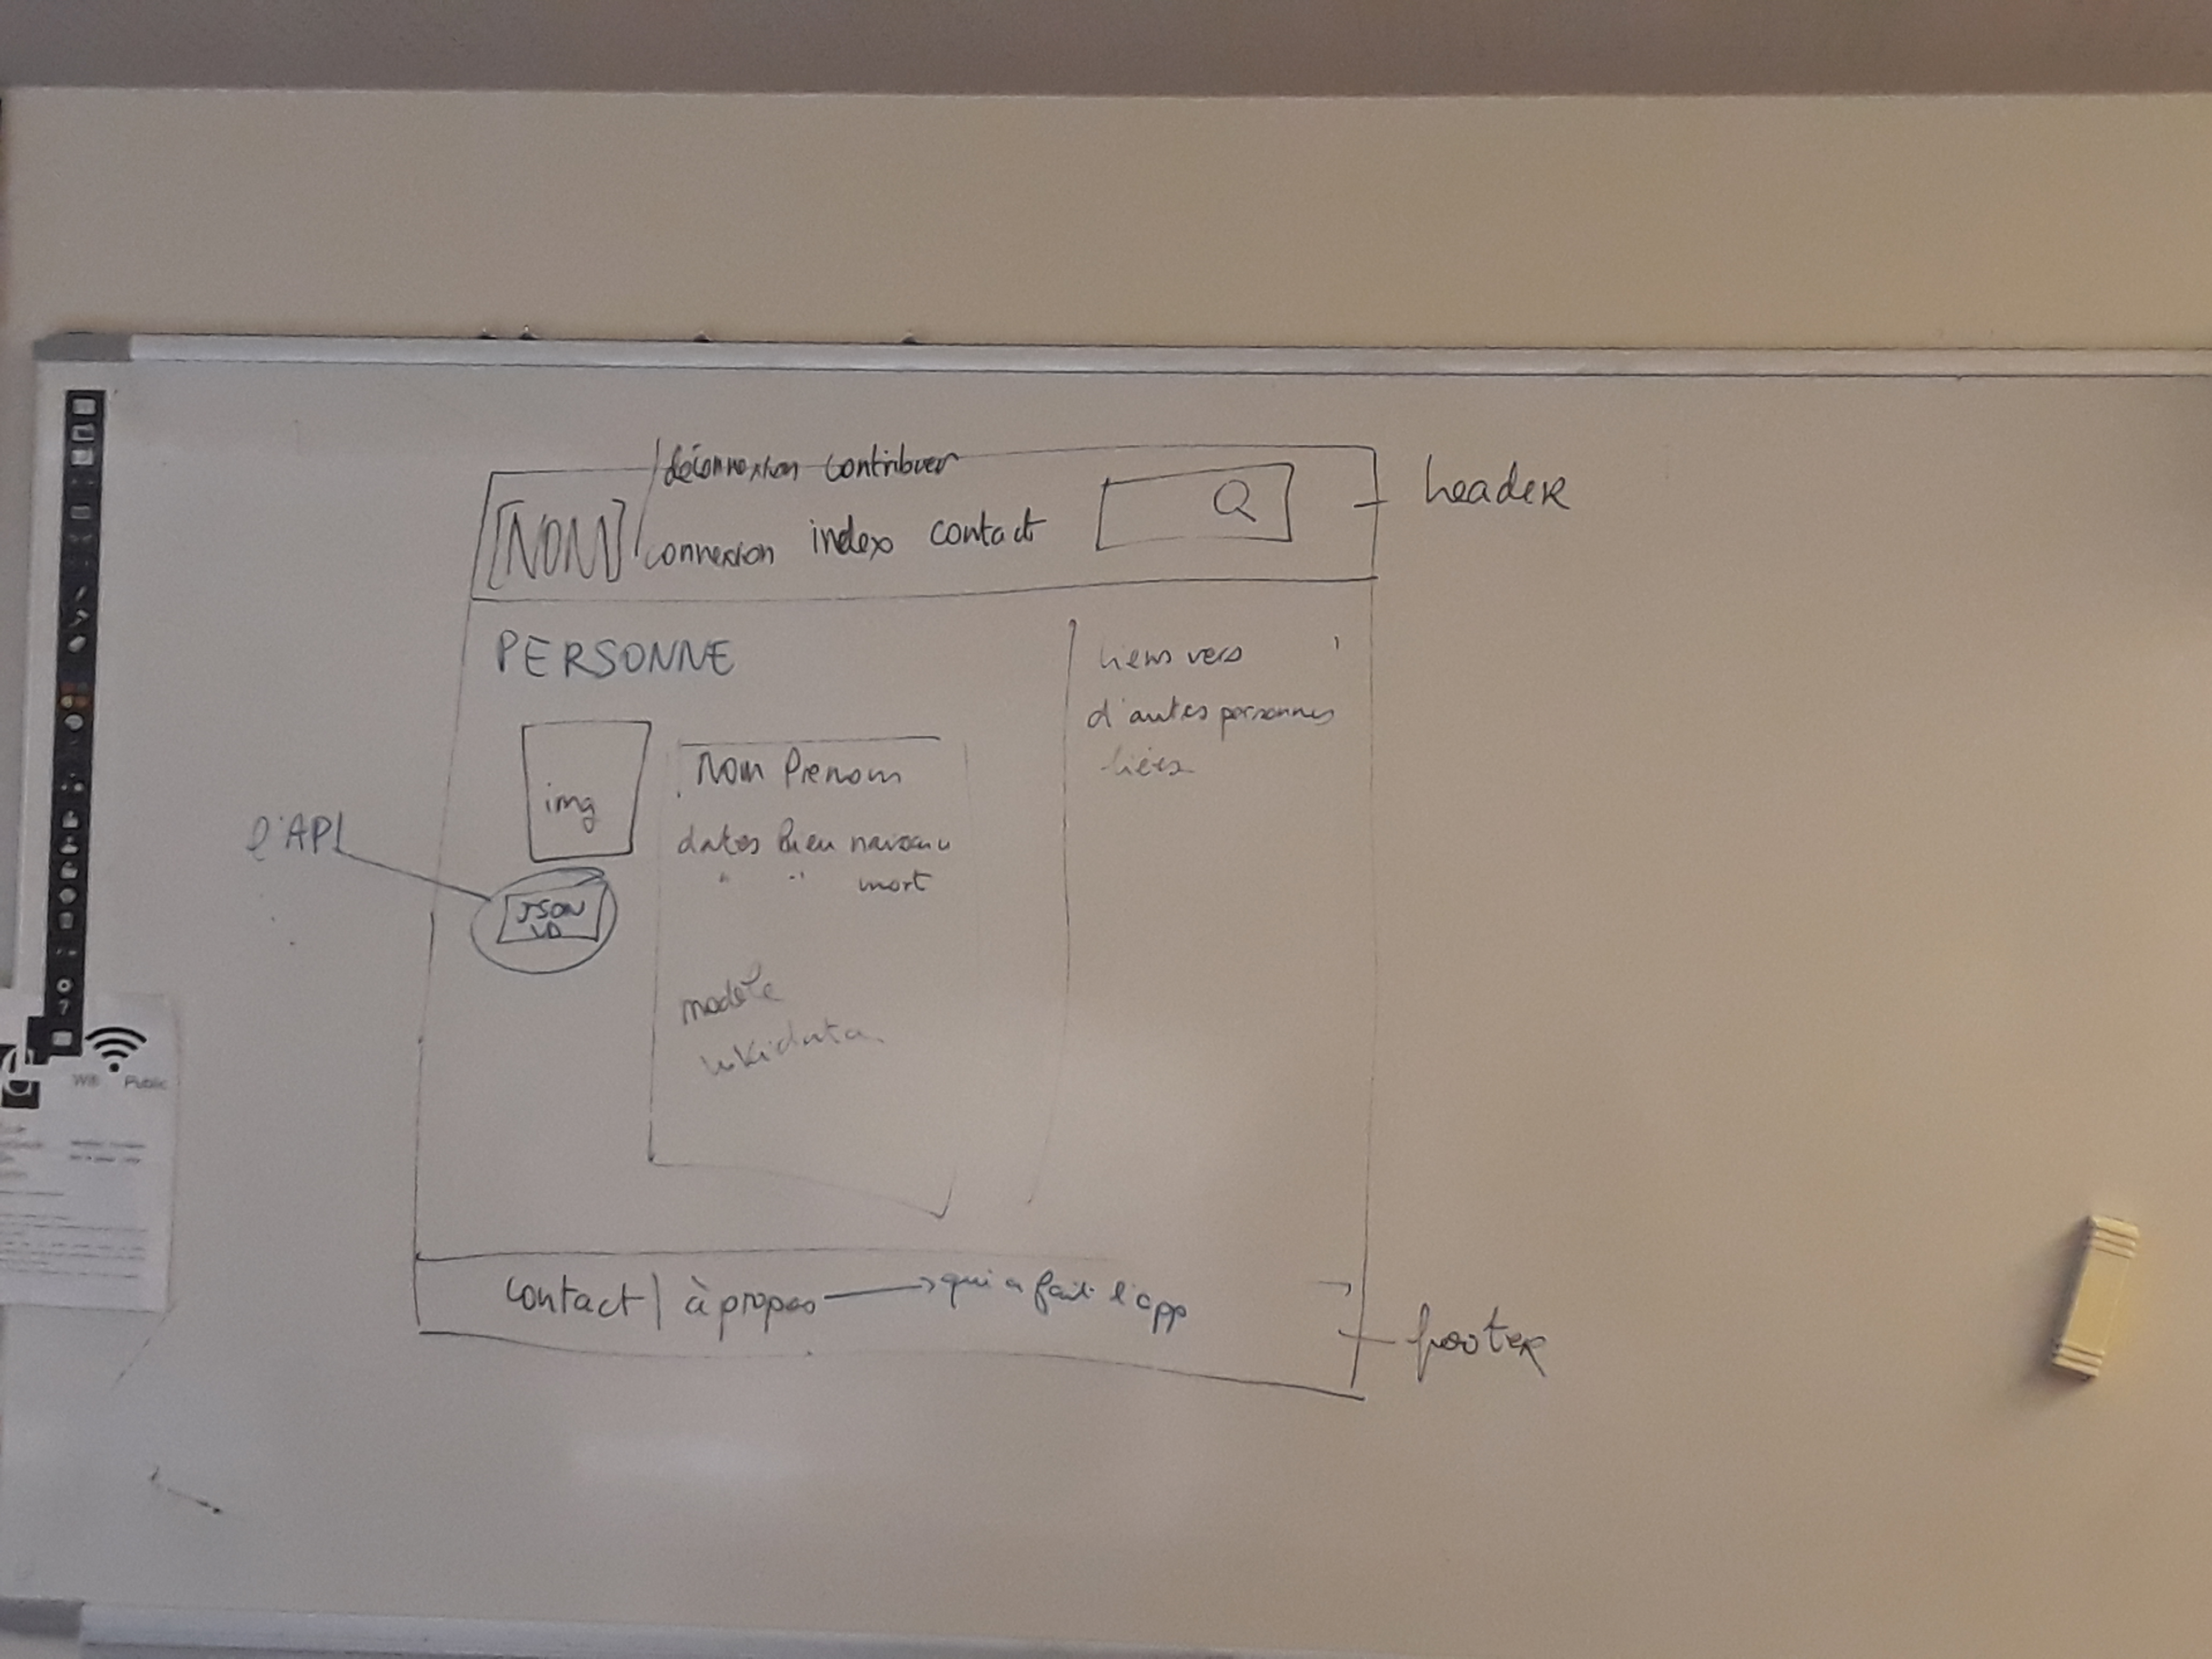 déconnexion contribuer
[NOM] connexion index contact
header
PERSONNE
liens vers
d'autres personnes
liées
img
Nom Prenom
dates lieu naissance
" " mort
l'API
JSON
LD
modèle
wikidata
contact | à propos → qui a fait l'app
footer
Wifi Public